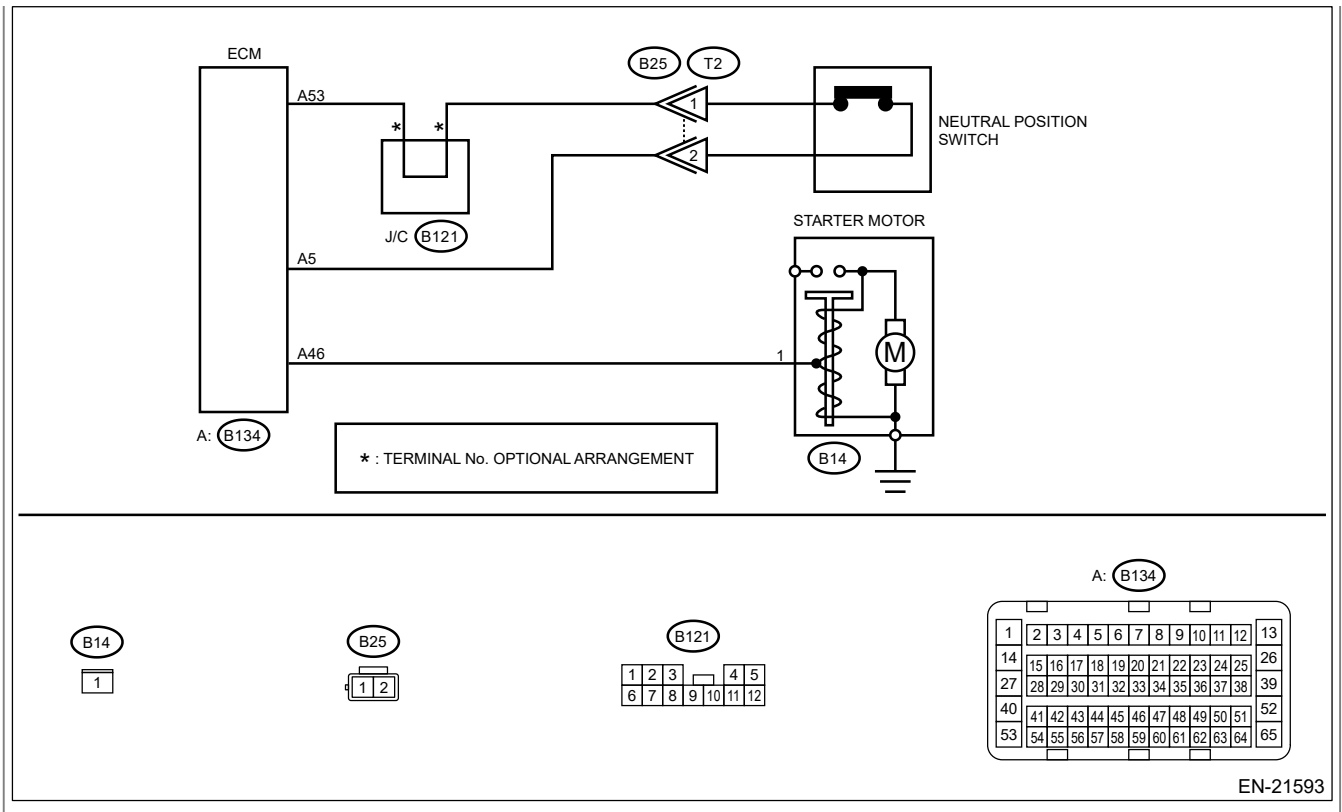 ECM
B25 T2
A53
1
NEUTRAL POSITION
SWITCH
* *
2
J/C B121
STARTER MOTOR
A5
M
A46
1
A: B134
* : TERMINAL No. OPTIONAL ARRANGEMENT
B14
A: B134
B14
B25
B121
1
1 2
1 2 3 4 5
6 7 8 9 10 11 12
1 2 3 4 5 6 7 8 9 10 11 12 13
14 15 16 17 18 19 20 21 22 23 24 25 26
27 28 29 30 31 32 33 34 35 36 37 38 39
40 41 42 43 44 45 46 47 48 49 50 51 52
53 54 55 56 57 58 59 60 61 62 63 64 65
EN-21593